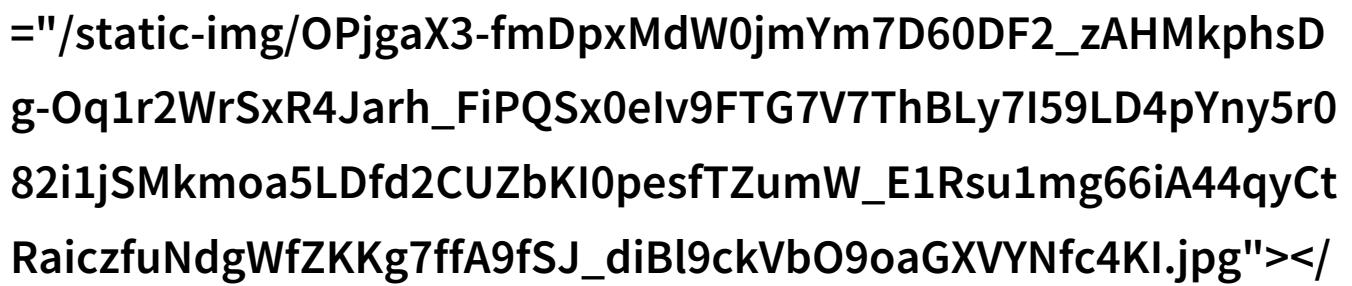 ="/static-img/OPjgaX3-fmDpxMdW0jmYm7D60DF2_zAHMkphsD
g-Oq1r2WrSxR4Jarh_FiPQSx0eIv9FTG7V7ThBLy7I59LD4pYny5r0
82i1jSMkmoa5LDfd2CUZbKI0pesfTZumW_E1Rsu1mg66iA44qyCt
RaiczfuNdgWfZKKg7ffA9fSJ_diBl9ckVbO9oaGXVYNfc4KI.jpg"></